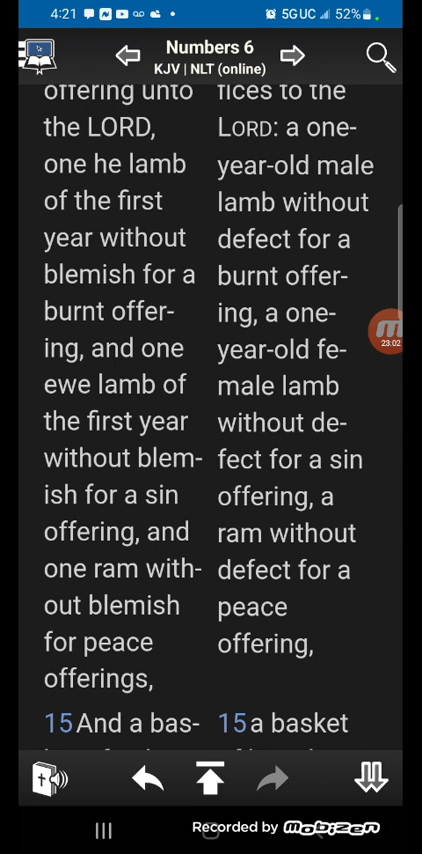 4:21
5G UC 52%
Numbers 6
KJV | NLT (online)
offering unto
the LORD,
one he lamb
of the first
year without
blemish for a
burnt offer-
ing, and one
ewe lamb of
the first year
without blem-
ish for a sin
offering, and
one ram with-
out blemish
for peace
offerings,
15 And a bas-
fices to the
LORD: a one-
year-old male
lamb without
defect for a
burnt offer-
ing, a one-
year-old fe-
male lamb
without de-
fect for a sin
offering, a
ram without
defect for a
peace
offering,
15 a basket
23:02
Recorded by MOBIZEN